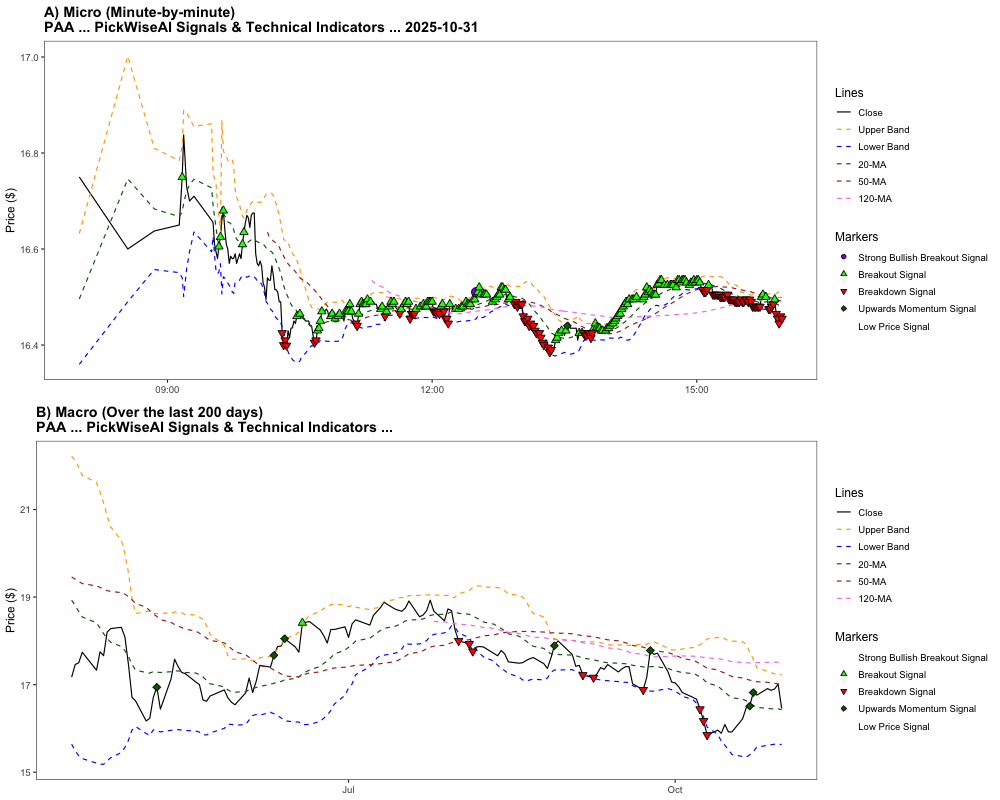 A) Micro (Minute-by-minute)
PAA ... PickWiseAI Signals & Technical Indicators ... 2025-10-31
17.0
16.8
16.6
16.4
Price ($)
09:00
12:00
15:00
Lines
Close
Upper Band
Lower Band
20-MA
50-MA
120-MA
Markers
Strong Bullish Breakout Signal
Breakout Signal
Breakdown Signal
Upwards Momentum Signal
Low Price Signal
B) Macro (Over the last 200 days)
PAA ... PickWiseAI Signals & Technical Indicators ...
21
19
17
15
Price ($)
Jul
Oct
Lines
Close
Upper Band
Lower Band
20-MA
50-MA
120-MA
Markers
Strong Bullish Breakout Signal
Breakout Signal
Breakdown Signal
Upwards Momentum Signal
Low Price Signal